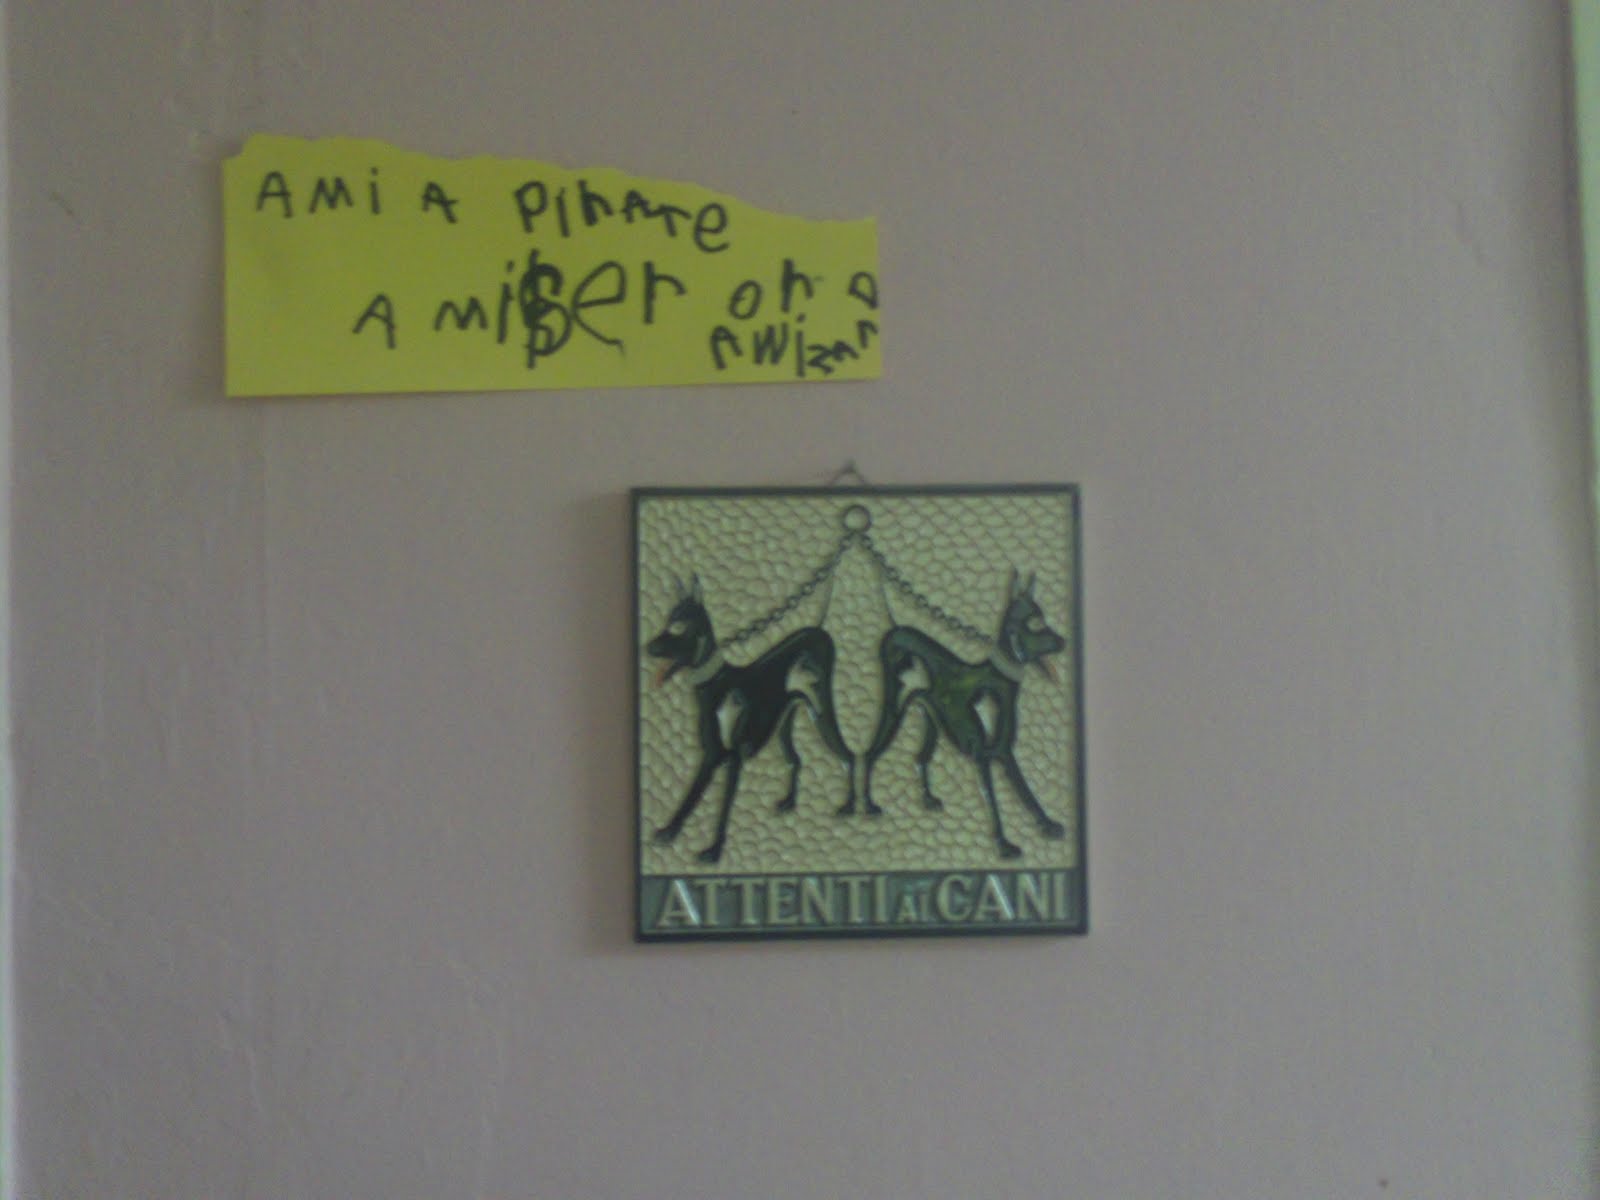 AMi A PirATe
A miser or a
A Wizar
ATTENTI AI CANI